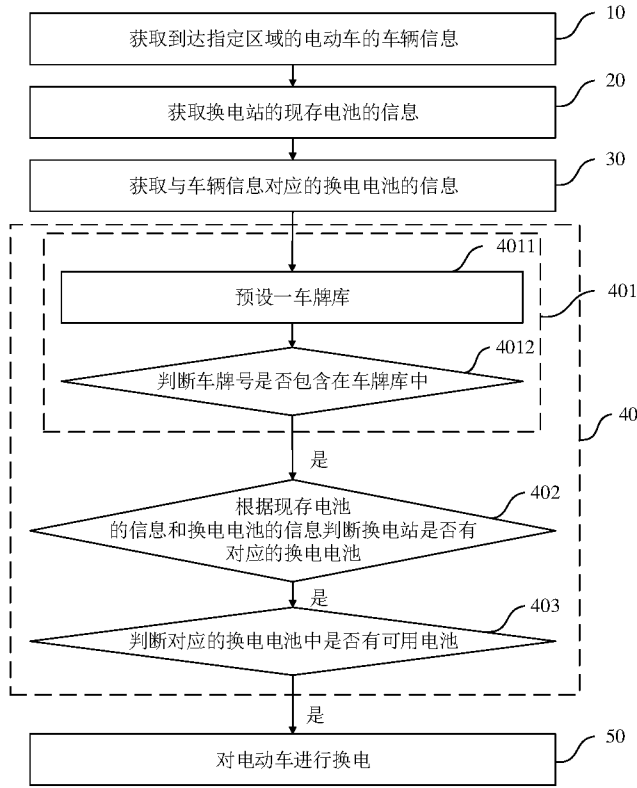 10
获取到达指定区域的电动车的车辆信息
20
获取换电站的现存电池的信息
30
获取与车辆信息对应的换电电池的信息
4011
401
预设一车牌库
4012
判断车牌号是否包含在车牌库中
40
是
402
根据现存电池
的信息和换电电池的信息判断换电站是否有
对应的换电电池
是
403
判断对应的换电电池中是否有可用电池
是
50
对电动车进行换电